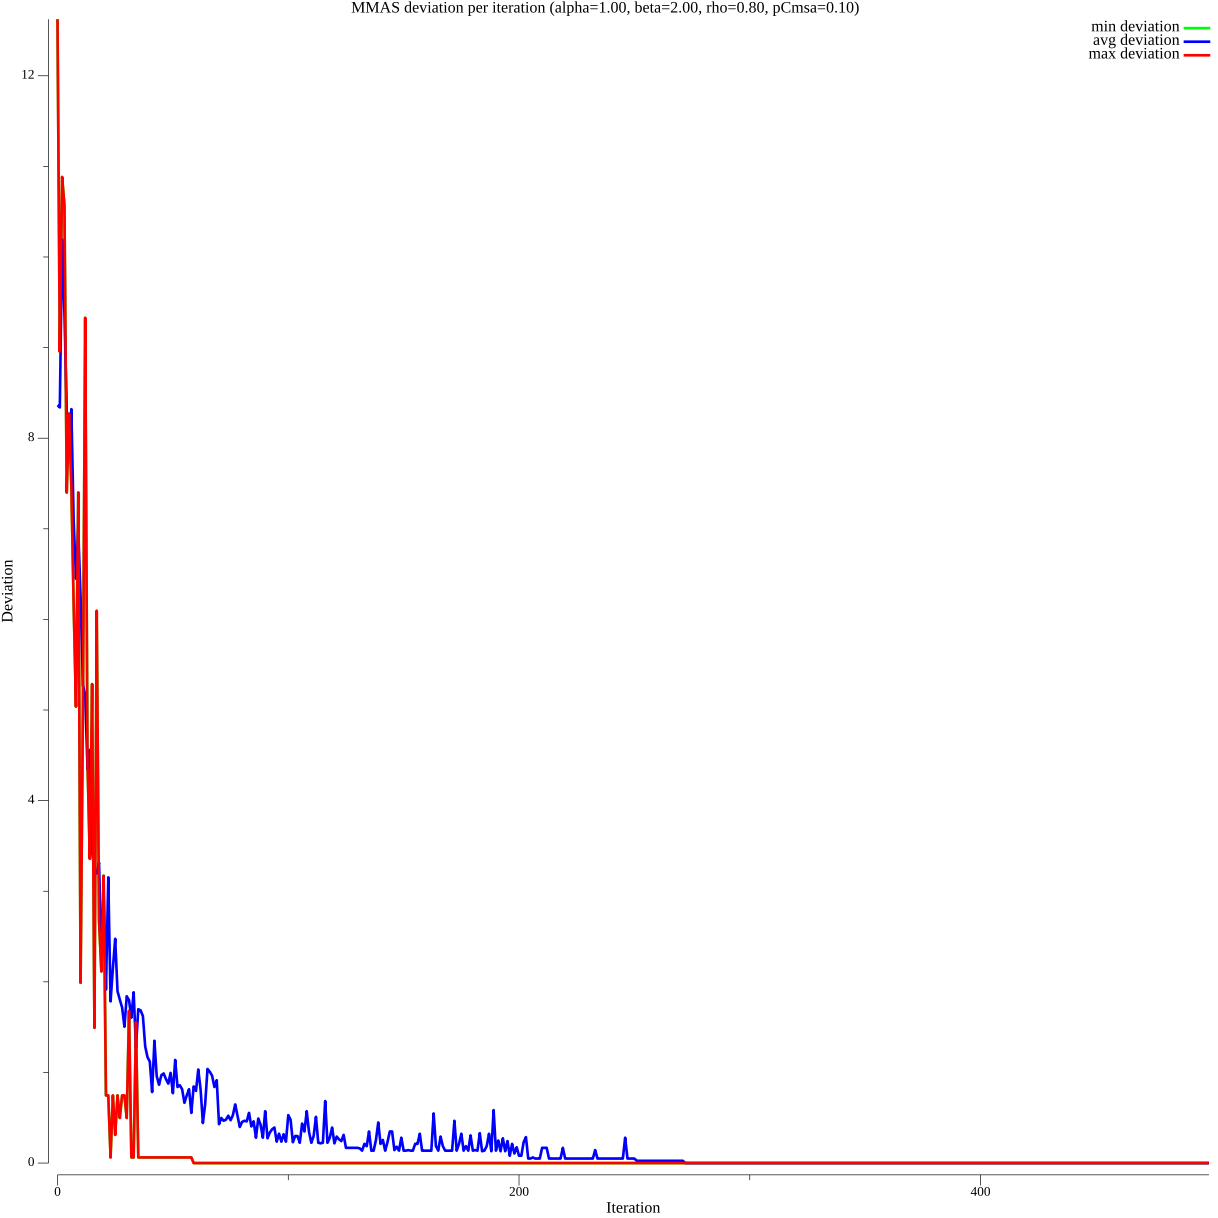 MMAS deviation per iteration (alpha=1.00, beta=2.00, rho=0.80, pCmsa=0.10)
min deviation
avg deviation
max deviation
12
8
4
0
Deviation
0 200 400
Iteration